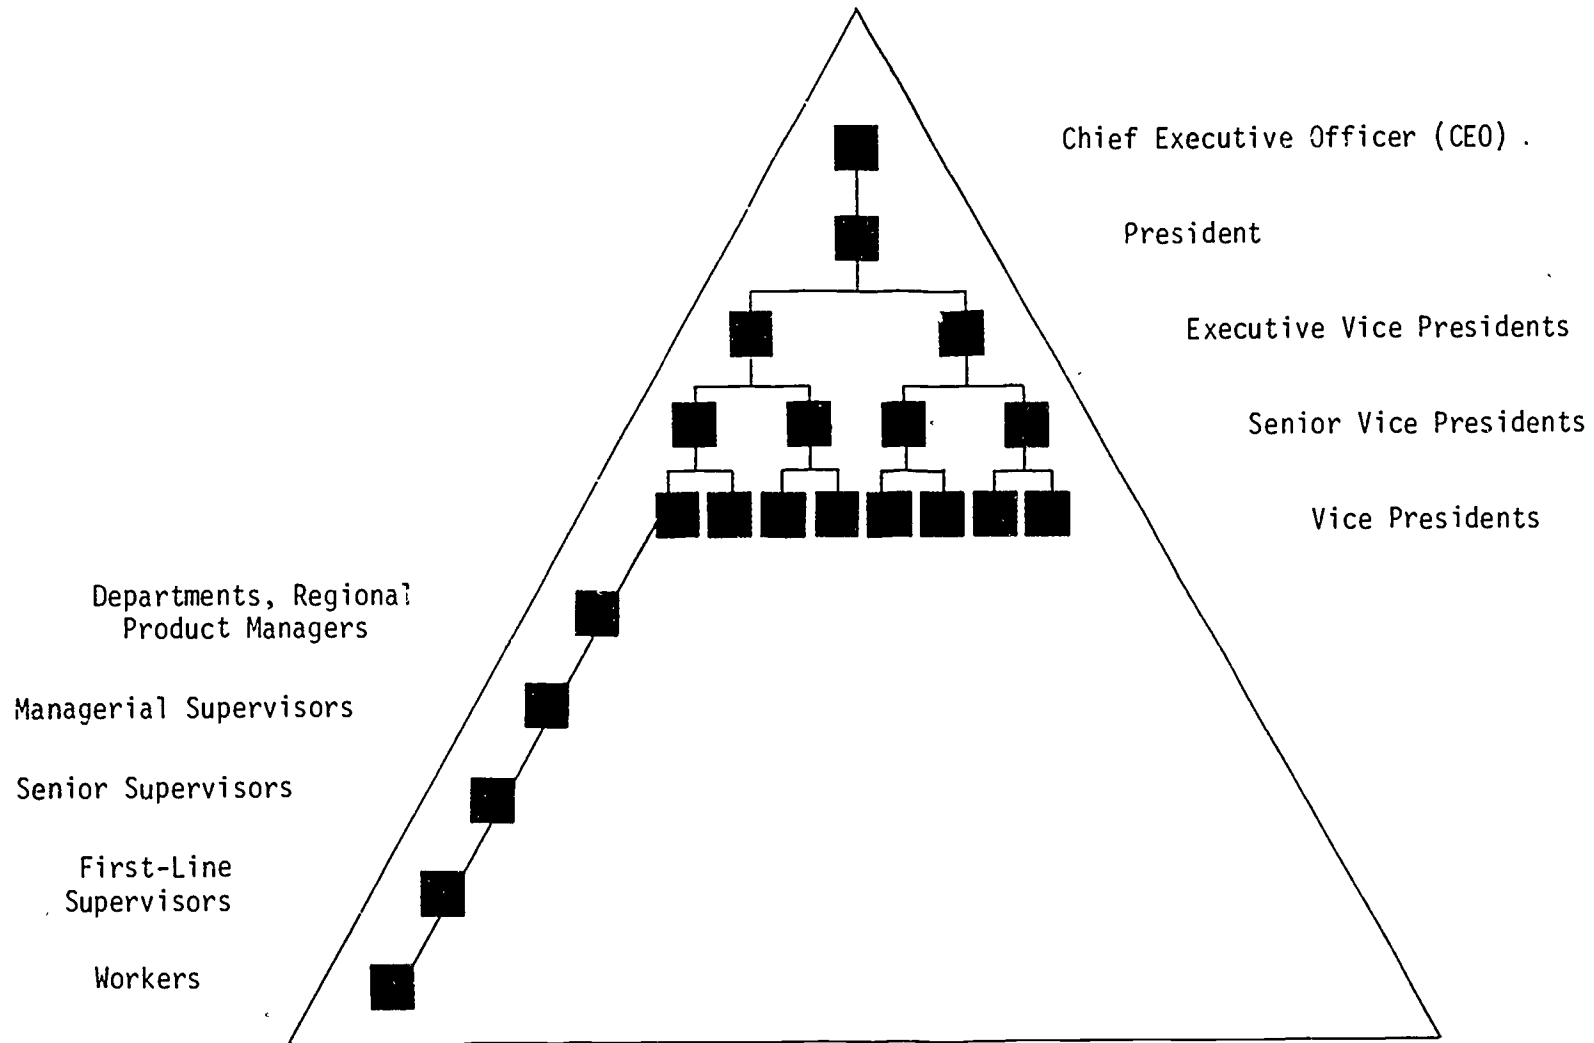 Chief Executive Officer (CEO)
President
Executive Vice Presidents
Senior Vice Presidents
Vice Presidents
Departments, Regional
Product Managers
Managerial Supervisors
Senior Supervisors
First-Line
Supervisors
Workers